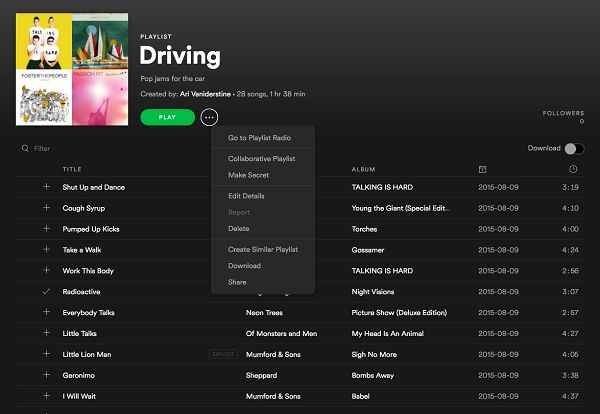 PLAYLIST
Driving
Pop jams for the car
Created by: Ari Vaniderstine • 28 songs, 1 hr 38 min
PLAY
FOLLOWERS
0
TALK ING
IS HARD
FOSTERTHEPEOPLE
PASSION PIT
Filter
Download
Go to Playlist Radio
Collaborative Playlist
Make Secret
Edit Details
Report
Delete
Create Similar Playlist
Download
Share
TITLE ALBUM
Shut Up and Dance TALKING IS HARD 2015-08-09 3:19
Cough Syrup Young the Giant (Special Edit... 2015-08-09 4:10
Pumped Up Kicks Torches 2015-08-09 4:00
Take a Walk Gossamer 2015-08-09 4:24
Work This Body TALKING IS HARD 2015-08-09 2:56
Radioactive Night Visions 2015-08-09 3:07
Everybody Talks Neon Trees Picture Show (Deluxe Edition) 2015-08-09 2:57
Little Talks Of Monsters and Men My Head Is An Animal 2015-08-09 4:27
Little Lion Man EXPLICIT Mumford & Sons Sigh No More 2015-08-09 4:05
Geronimo Sheppard Bombs Away 2015-08-09 3:38
I Will Wait Mumford & Sons Babel 2015-08-09 4:37